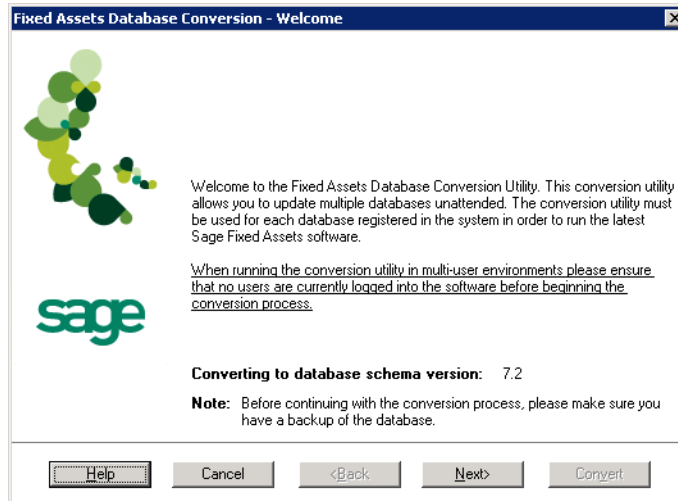 Fixed Assets Database Conversion - Welcome
Welcome to the Fixed Assets Database Conversion Utility. This conversion utility
allows you to update multiple databases unattended. The conversion utility must
be used for each database registered in the system in order to run the latest
Sage Fixed Assets software.
When running the conversion utility in multi-user environments please ensure
that no users are currently logged into the software before beginning the
conversion process.
sage
Converting to database schema version: 7.2
Note: Before continuing with the conversion process, please make sure you
have a backup of the database.
Help Cancel <Back Next> Convert